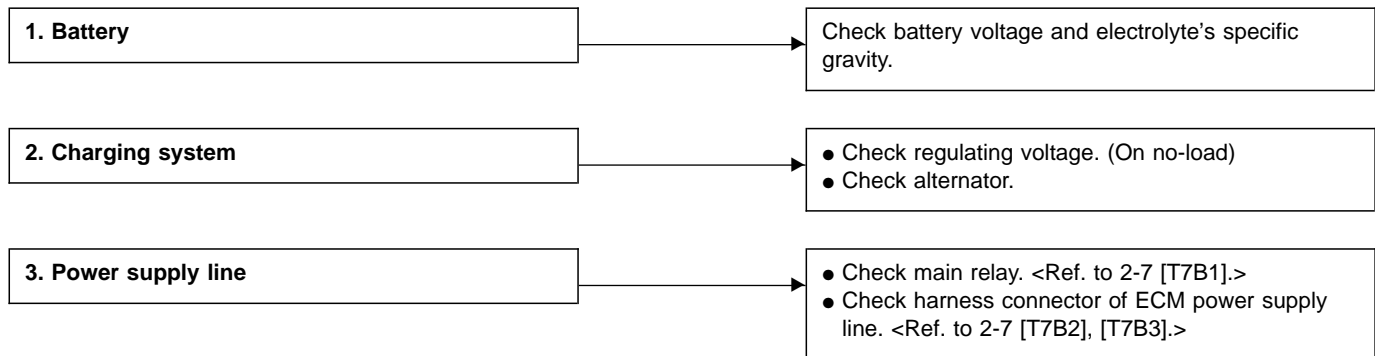 1. Battery
Check battery voltage and electrolyte's specific
gravity.
2. Charging system
● Check regulating voltage. (On no-load)
● Check alternator.
3. Power supply line
● Check main relay. <Ref. to 2-7 [T7B1].>
● Check harness connector of ECM power supply
line. <Ref. to 2-7 [T7B2], [T7B3].>